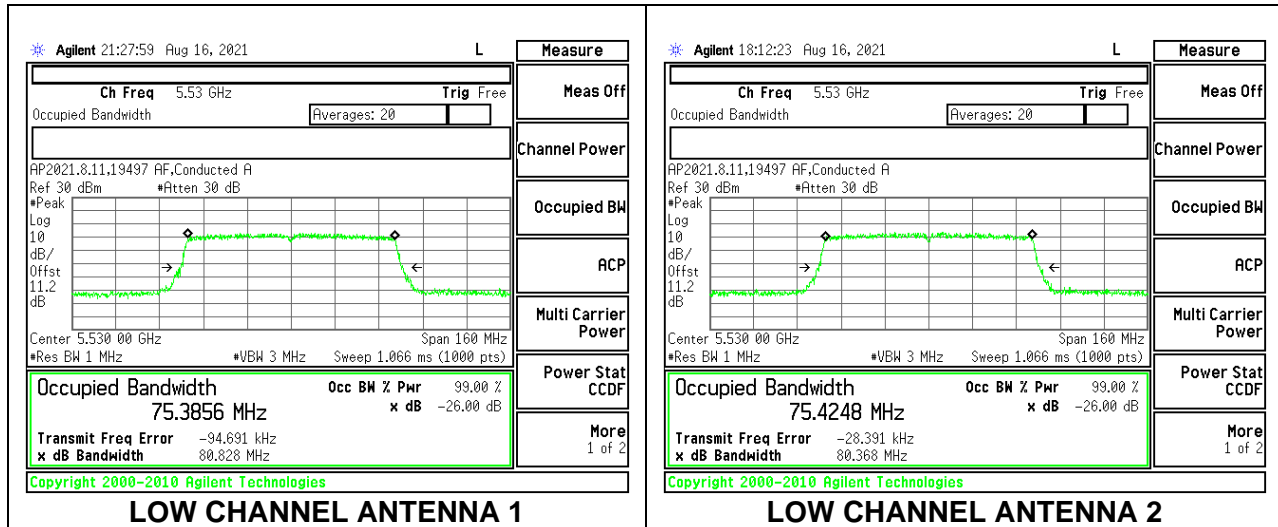 Agilent 21:27:59 Aug 16, 2021 L
Measure
Ch Freq 5.53 GHz Trig Free
Occupied Bandwidth Averages: 20
AP2021.8.11,19497 AF,Conducted A
Ref 30 dBm #Atten 30 dB
#Peak
Log
10
dB/
Offst
11.2
dB
Center 5.530 00 GHz Span 160 MHz
#Res BW 1 MHz #VBW 3 MHz Sweep 1.066 ms (1000 pts)
Occupied Bandwidth Occ BW % Pwr 99.00 %
75.3856 MHz x dB -26.00 dB
Transmit Freq Error -94.691 kHz
x dB Bandwidth 80.828 MHz
Copyright 2000-2010 Agilent Technologies
Meas Off
Channel Power
Occupied BW
ACP
Multi Carrier
Power
Power Stat
CCDF
More
1 of 2
LOW CHANNEL ANTENNA 1
Agilent 18:12:23 Aug 16, 2021 L
Measure
Ch Freq 5.53 GHz Trig Free
Occupied Bandwidth Averages: 20
AP2021.8.11,19497 AF,Conducted A
Ref 30 dBm #Atten 30 dB
#Peak
Log
10
dB/
Offst
11.2
dB
Center 5.530 00 GHz Span 160 MHz
#Res BW 1 MHz #VBW 3 MHz Sweep 1.066 ms (1000 pts)
Occupied Bandwidth Occ BW % Pwr 99.00 %
75.4248 MHz x dB -26.00 dB
Transmit Freq Error -28.391 kHz
x dB Bandwidth 80.368 MHz
Copyright 2000-2010 Agilent Technologies
Meas Off
Channel Power
Occupied BW
ACP
Multi Carrier
Power
Power Stat
CCDF
More
1 of 2
LOW CHANNEL ANTENNA 2